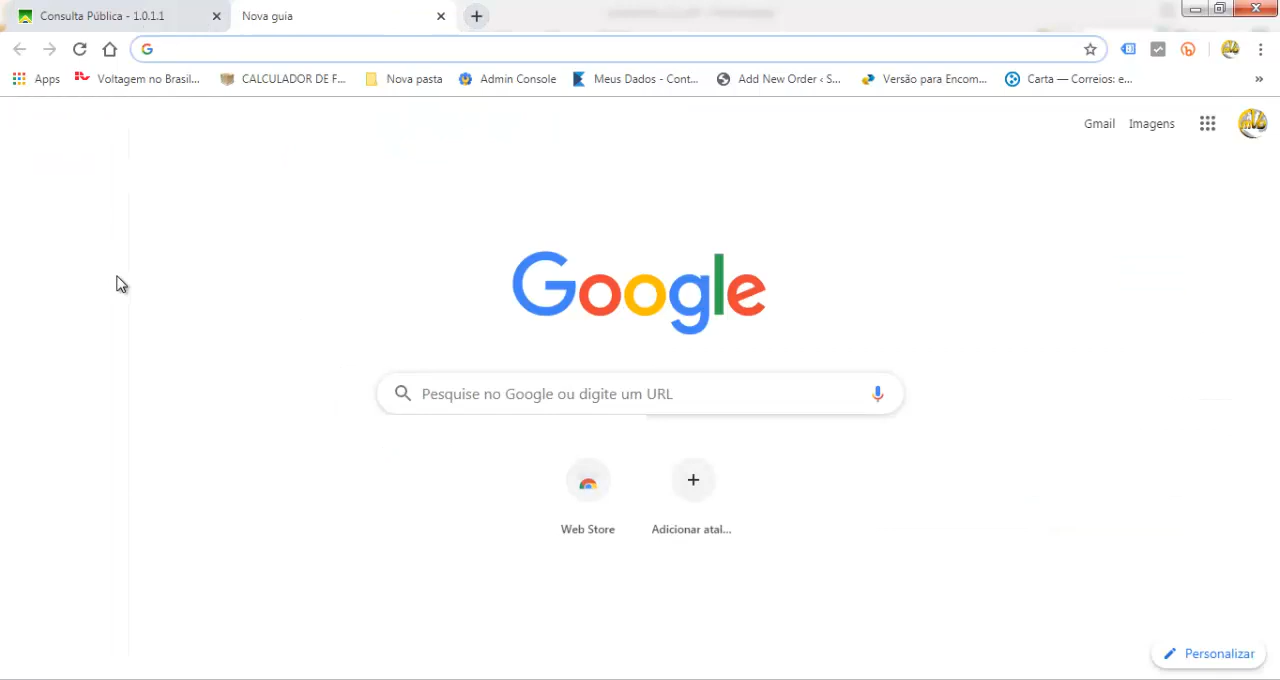 Consulta Pública - 1.0.1.1
Nova guia
Apps
Voltagem no Brasil...
CALCULADOR DE F...
Nova pasta
Admin Console
Meus Dados - Cont...
Add New Order ‹ S...
Versão para Encom...
Carta — Correios: e...
»
Gmail
Imagens
Google
Pesquise no Google ou digite um URL
Web Store
Adicionar atal...
Personalizar